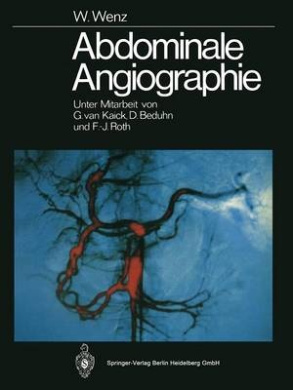 W. Wenz
Abdominale
Angiographie
Unter Mitarbeit von
G. van Kaick, D. Beduhn
und F.-J. Roth
Springer-Verlag Berlin Heidelberg GmbH